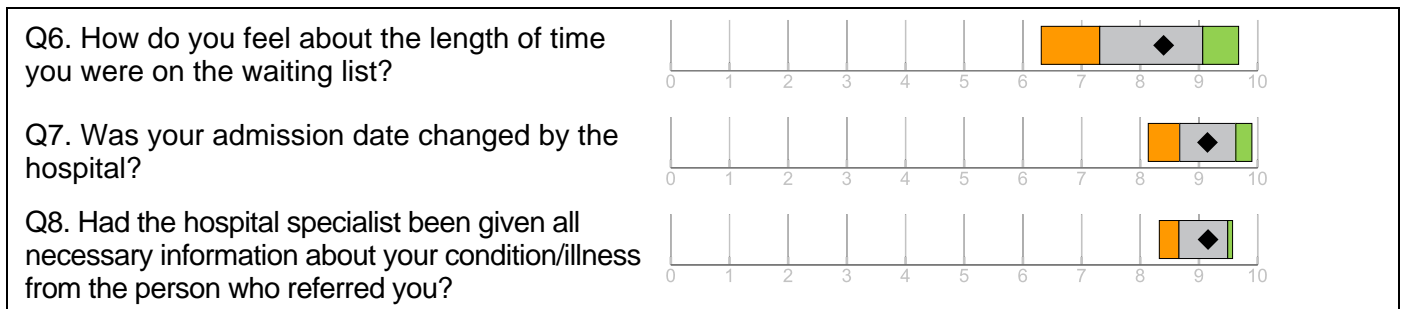 Q6. How do you feel about the length of time
you were on the waiting list?
0 1 2 3 4 5 6 7 8 9 10
Q7. Was your admission date changed by the
hospital?
0 1 2 3 4 5 6 7 8 9 10
Q8. Had the hospital specialist been given all
necessary information about your condition/illness
from the person who referred you?
0 1 2 3 4 5 6 7 8 9 10